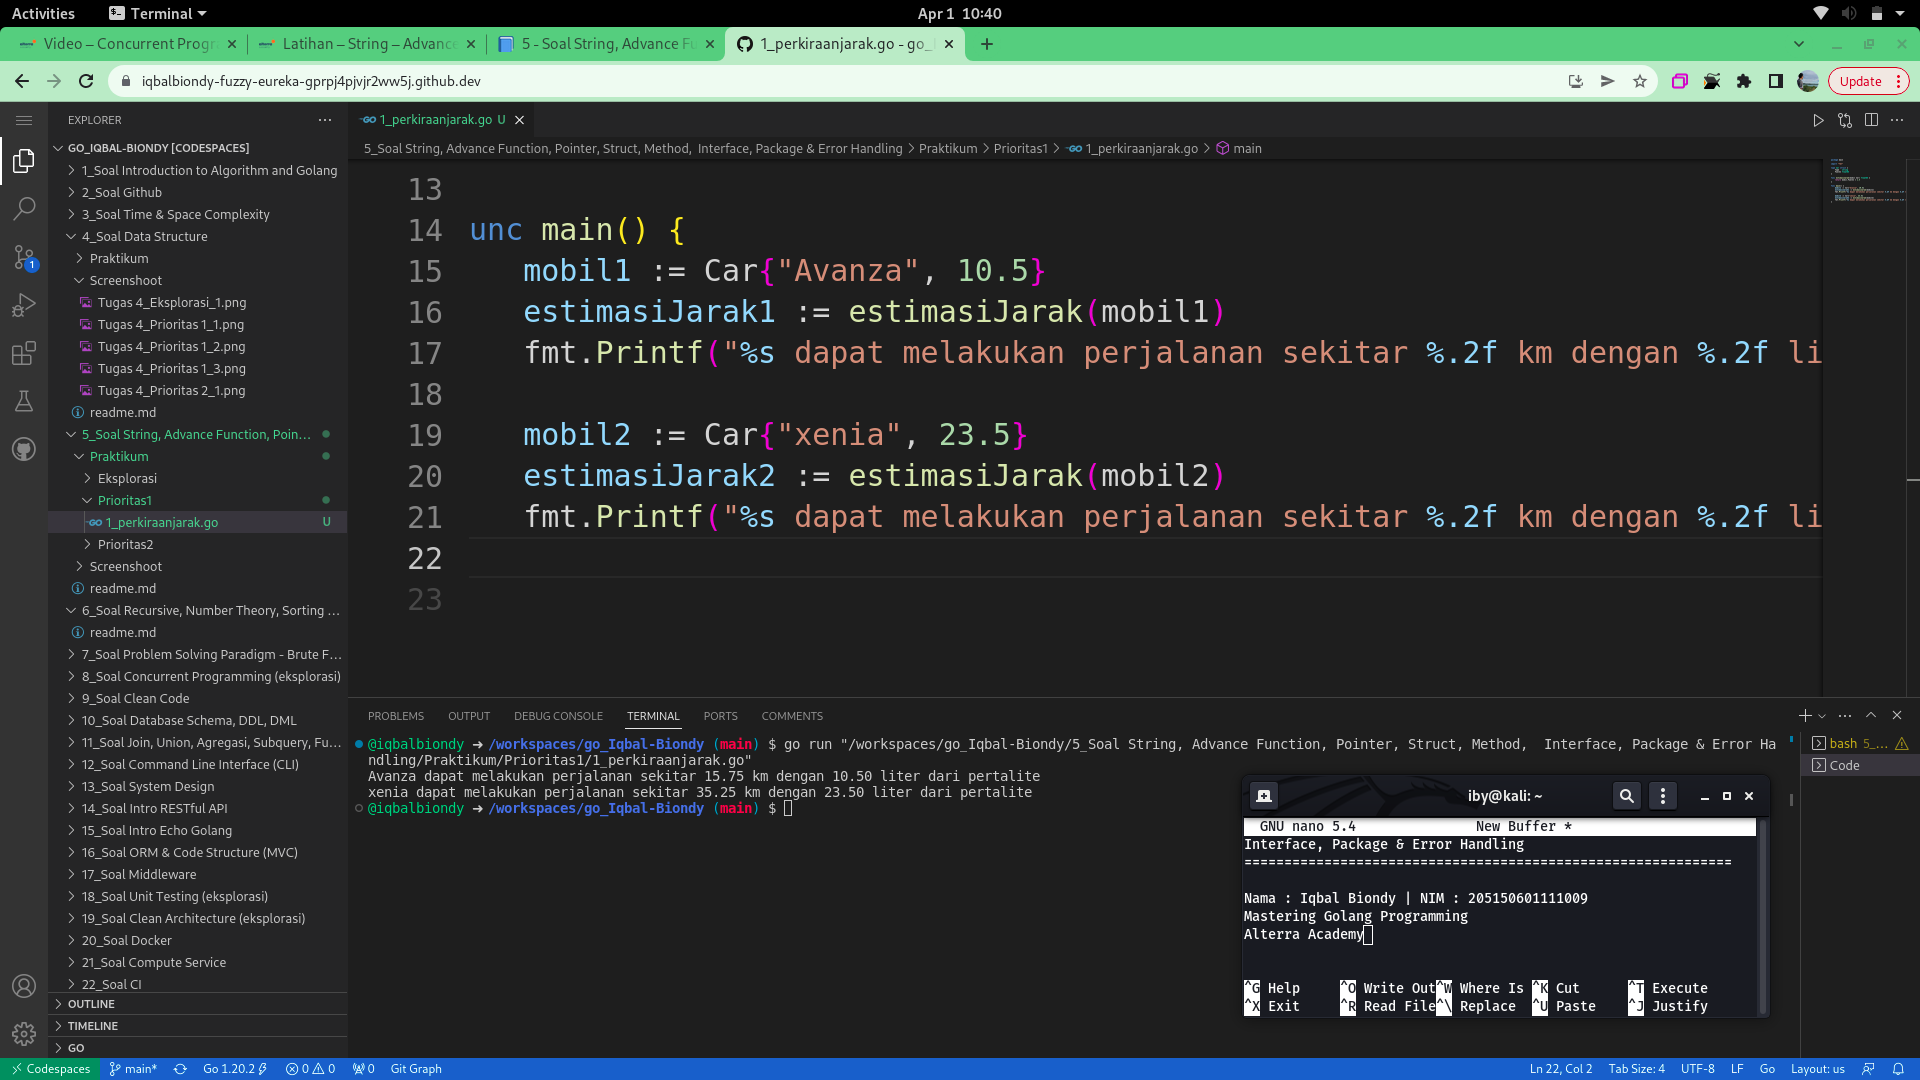 Activities
Terminal
Apr 1 10:40
Video – Concurrent Progr
Latihan – String – Advance
5 - Soal String, Advance Fu
1_perkiraanjarak.go - go_
iqbalbiondy-fuzzy-eureka-gprpj4pjvjr2ww5j.github.dev
Update
EXPLORER
GO_IQBAL-BIONDY [CODESPACES]
1_Soal Introduction to Algorithm and Golang
2_Soal Github
3_Soal Time & Space Complexity
4_Soal Data Structure
Praktikum
Screenshoot
Tugas 4_Eksplorasi_1.png
Tugas 4_Prioritas 1_1.png
Tugas 4_Prioritas 1_2.png
Tugas 4_Prioritas 1_3.png
Tugas 4_Prioritas 2_1.png
readme.md
5_Soal String, Advance Function, Poin...
Praktikum
Eksplorasi
Prioritas1
1_perkiraanjarak.go U
Prioritas2
Screenshoot
readme.md
6_Soal Recursive, Number Theory, Sorting ...
readme.md
7_Soal Problem Solving Paradigm - Brute F...
8_Soal Concurrent Programming (eksplorasi)
9_Soal Clean Code
10_Soal Database Schema, DDL, DML
11_Soal Join, Union, Agregasi, Subquery, Fu...
12_Soal Command Line Interface (CLI)
13_Soal System Design
14_Soal Intro RESTful API
15_Soal Intro Echo Golang
16_Soal ORM & Code Structure (MVC)
17_Soal Middleware
18_Soal Unit Testing (eksplorasi)
19_Soal Clean Architecture (eksplorasi)
20_Soal Docker
21_Soal Compute Service
22_Soal CI
OUTLINE
TIMELINE
GO
1
1_perkiraanjarak.go U
5_Soal String, Advance Function, Pointer, Struct, Method, Interface, Package & Error Handling > Praktikum > Prioritas1 > 1_perkiraanjarak.go > main
13
14 unc main() {
15 mobil1 := Car{"Avanza", 10.5}
16 estimasiJarak1 := estimasiJarak(mobil1)
17 fmt.Printf("%s dapat melakukan perjalanan sekitar %.2f km dengan %.2f li
18
19 mobil2 := Car{"xenia", 23.5}
20 estimasiJarak2 := estimasiJarak(mobil2)
21 fmt.Printf("%s dapat melakukan perjalanan sekitar %.2f km dengan %.2f li
22
23
PROBLEMS OUTPUT DEBUG CONSOLE TERMINAL PORTS COMMENTS
@iqbalbiondy ➜ /workspaces/go_Iqbal-Biondy (main) $ go run "/workspaces/go_Iqbal-Biondy/5_Soal String, Advance Function, Pointer, Struct, Method, Interface, Package & Error Ha
ndling/Praktikum/Prioritas1/1_perkiraanjarak.go"
Avanza dapat melakukan perjalanan sekitar 15.75 km dengan 10.50 liter dari pertalite
xenia dapat melakukan perjalanan sekitar 35.25 km dengan 23.50 liter dari pertalite
@iqbalbiondy ➜ /workspaces/go_Iqbal-Biondy (main) $
bash 5_...
Code
iby@kali: ~
GNU nano 5.4 New Buffer *
Interface, Package & Error Handling
=============================================================
Nama : Iqbal Biondy | NIM : 205150601111009
Mastering Golang Programming
Alterra Academy
^G Help ^O Write Out ^W Where Is ^K Cut ^T Execute
^X Exit ^R Read File ^\ Replace ^U Paste ^J Justify
Codespaces main* Go 1.20.2 0 0 0 Git Graph Ln 22, Col 2 Tab Size: 4 UTF-8 LF Go Layout: us